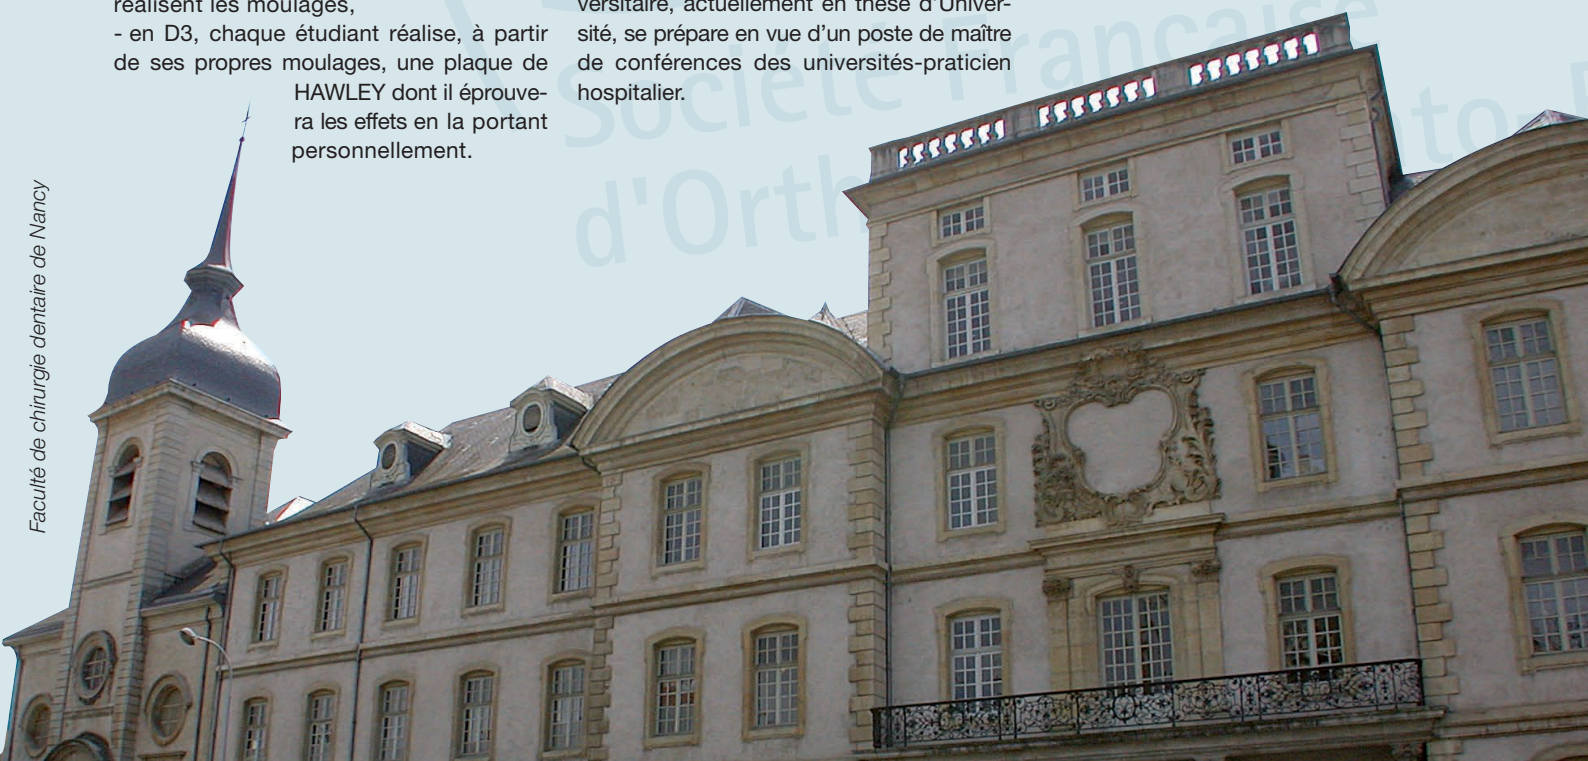 réalisent les moulages,
- en D3, chaque étudiant réalise, à partir
de ses propres moulages, une plaque de
HAWLEY dont il éprouve-
ra les effets en la portant
personnellement.
versitaire, actuellement en thèse d'Univer-
sité, se prépare en vue d'un poste de maître
de conférences des universités-praticien
hospitalier.
Société Française
d'Orth
Faculté de chirurgie dentaire de Nancy